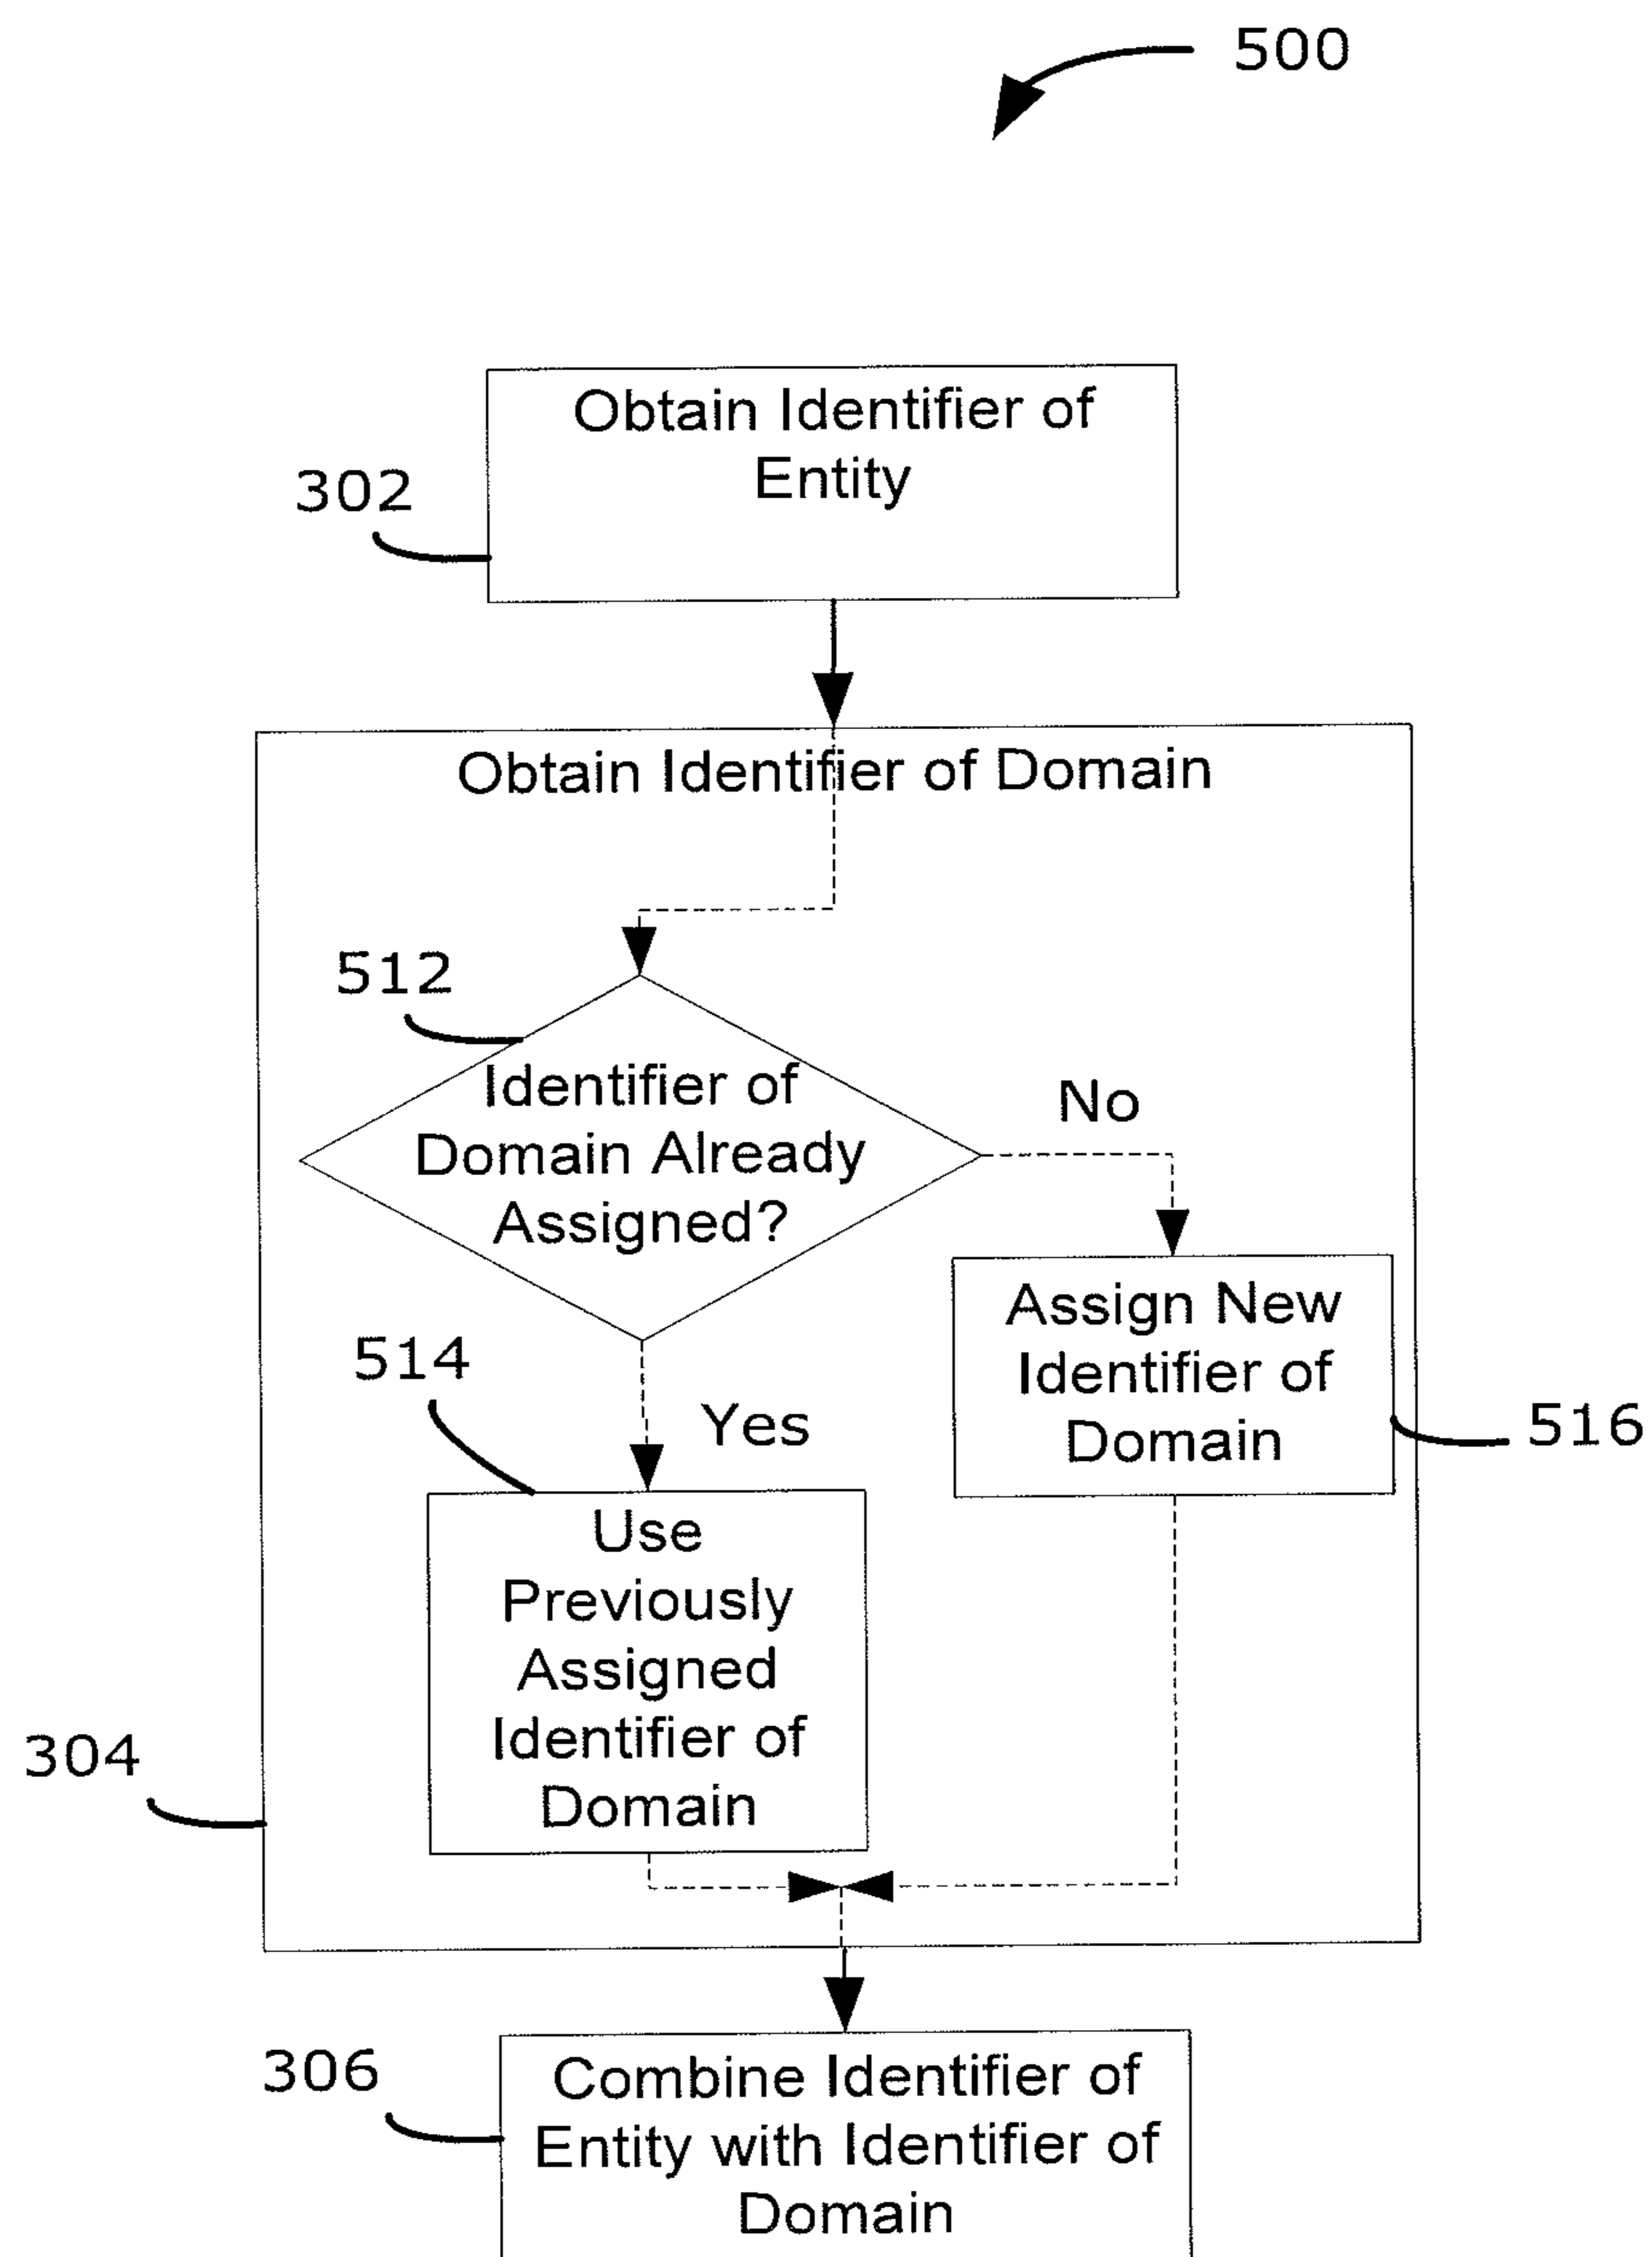 500
Obtain Identifier of
Entity
302
Obtain Identifier of Domain
512
Identifier of
Domain Already
Assigned?
No
Assign New
Identifier of
Domain
516
514
Yes
Use
Previously
Assigned
Identifier of
Domain
304
306
Combine Identifier of
Entity with Identifier of
Domain